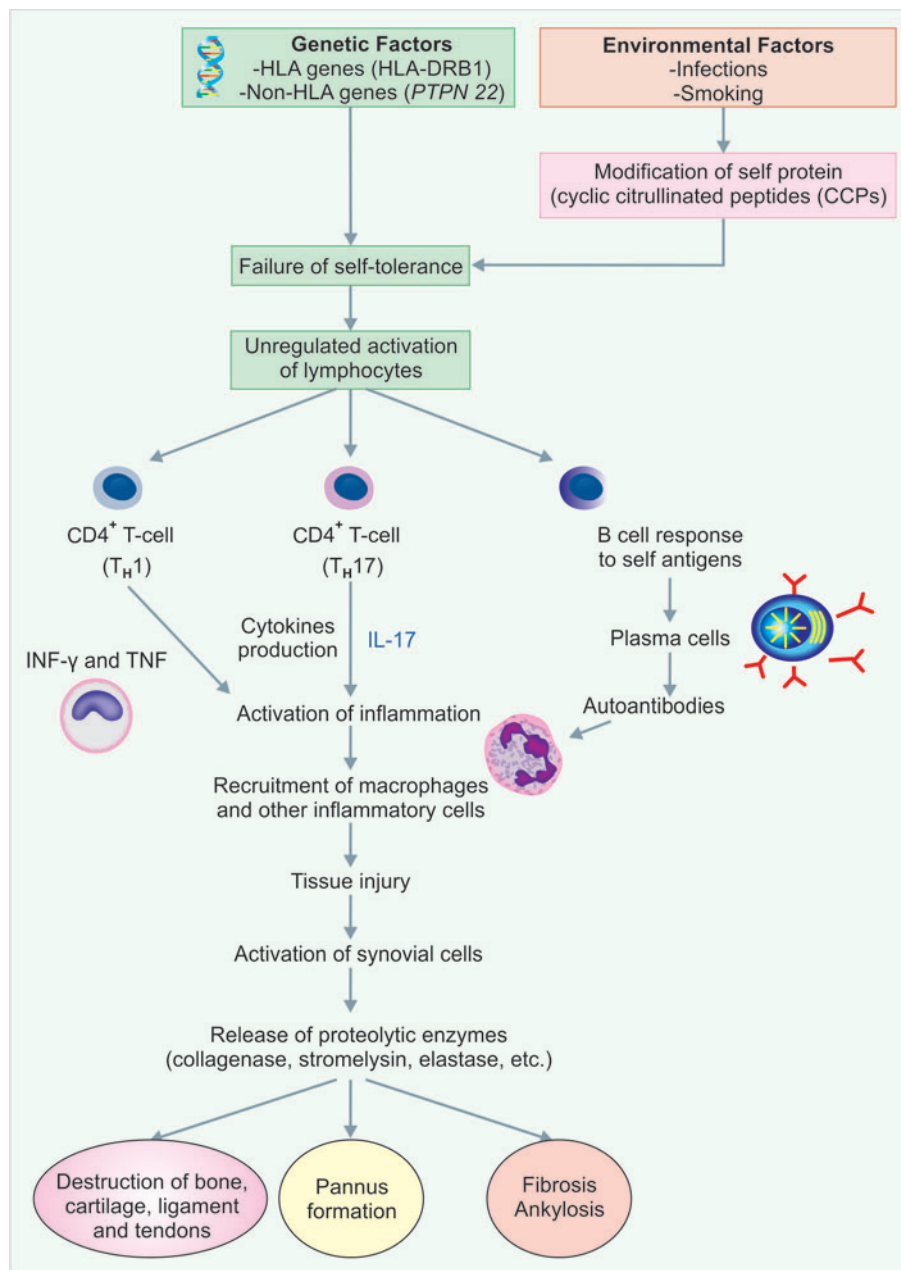 Genetic Factors
-HLA genes (HLA-DRB1)
-Non-HLA genes (PTPN 22)
Environmental Factors
-Infections
-Smoking
Modification of self protein
(cyclic citrullinated peptides (CCPs)
Failure of self-tolerance
Unregulated activation
of lymphocytes
CD4+ T-cell
(TH1)
CD4+ T-cell
(TH17)
B cell response
to self antigens
Cytokines
production
IL-17
Plasma cells
INF-γ and TNF
Autoantibodies
Activation of inflammation
Recruitment of macrophages
and other inflammatory cells
Tissue injury
Activation of synovial cells
Release of proteolytic enzymes
(collagenase, stromelysin, elastase, etc.)
Destruction of bone,
cartilage, ligament
and tendons
Pannus
formation
Fibrosis
Ankylosis